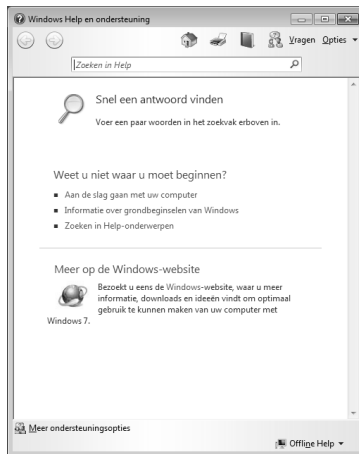 Windows Help en ondersteuning
Vragen Opties
Zoeken in Help
Snel een antwoord vinden
Voer een paar woorden in het zoekvak erboven in.
Weet u niet waar u moet beginnen?
Aan de slag gaan met uw computer
Informatie over grondbeginselen van Windows
Zoeken in Help-onderwerpen
Meer op de Windows-website
Bezoekt u eens de Windows-website, waar u meer
informatie, downloads en ideeën vindt om optimaal
gebruik te kunnen maken van uw computer met
Windows 7.
Meer ondersteuningsopties
Offline Help